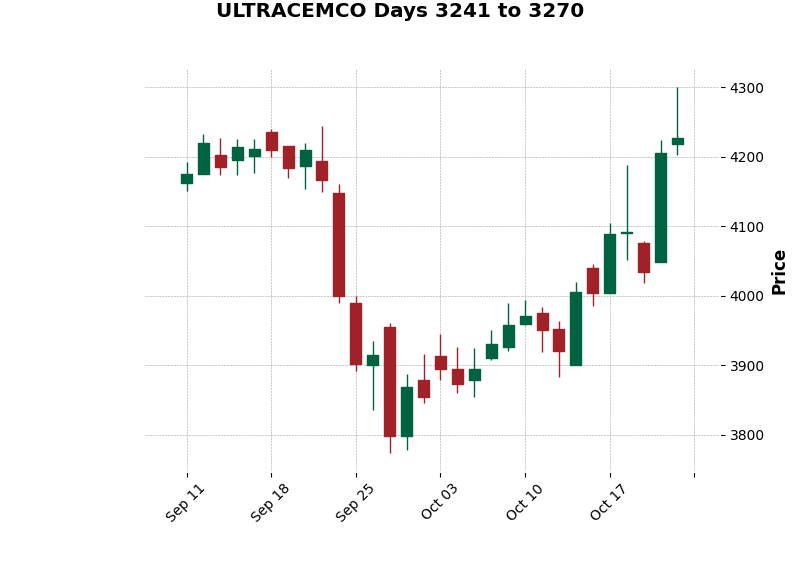 ULTRACEMCO Days 3241 to 3270
4300
4200
4100
4000
3900
3800
Price
Sep 11
Sep 18
Sep 25
Oct 03
Oct 10
Oct 17